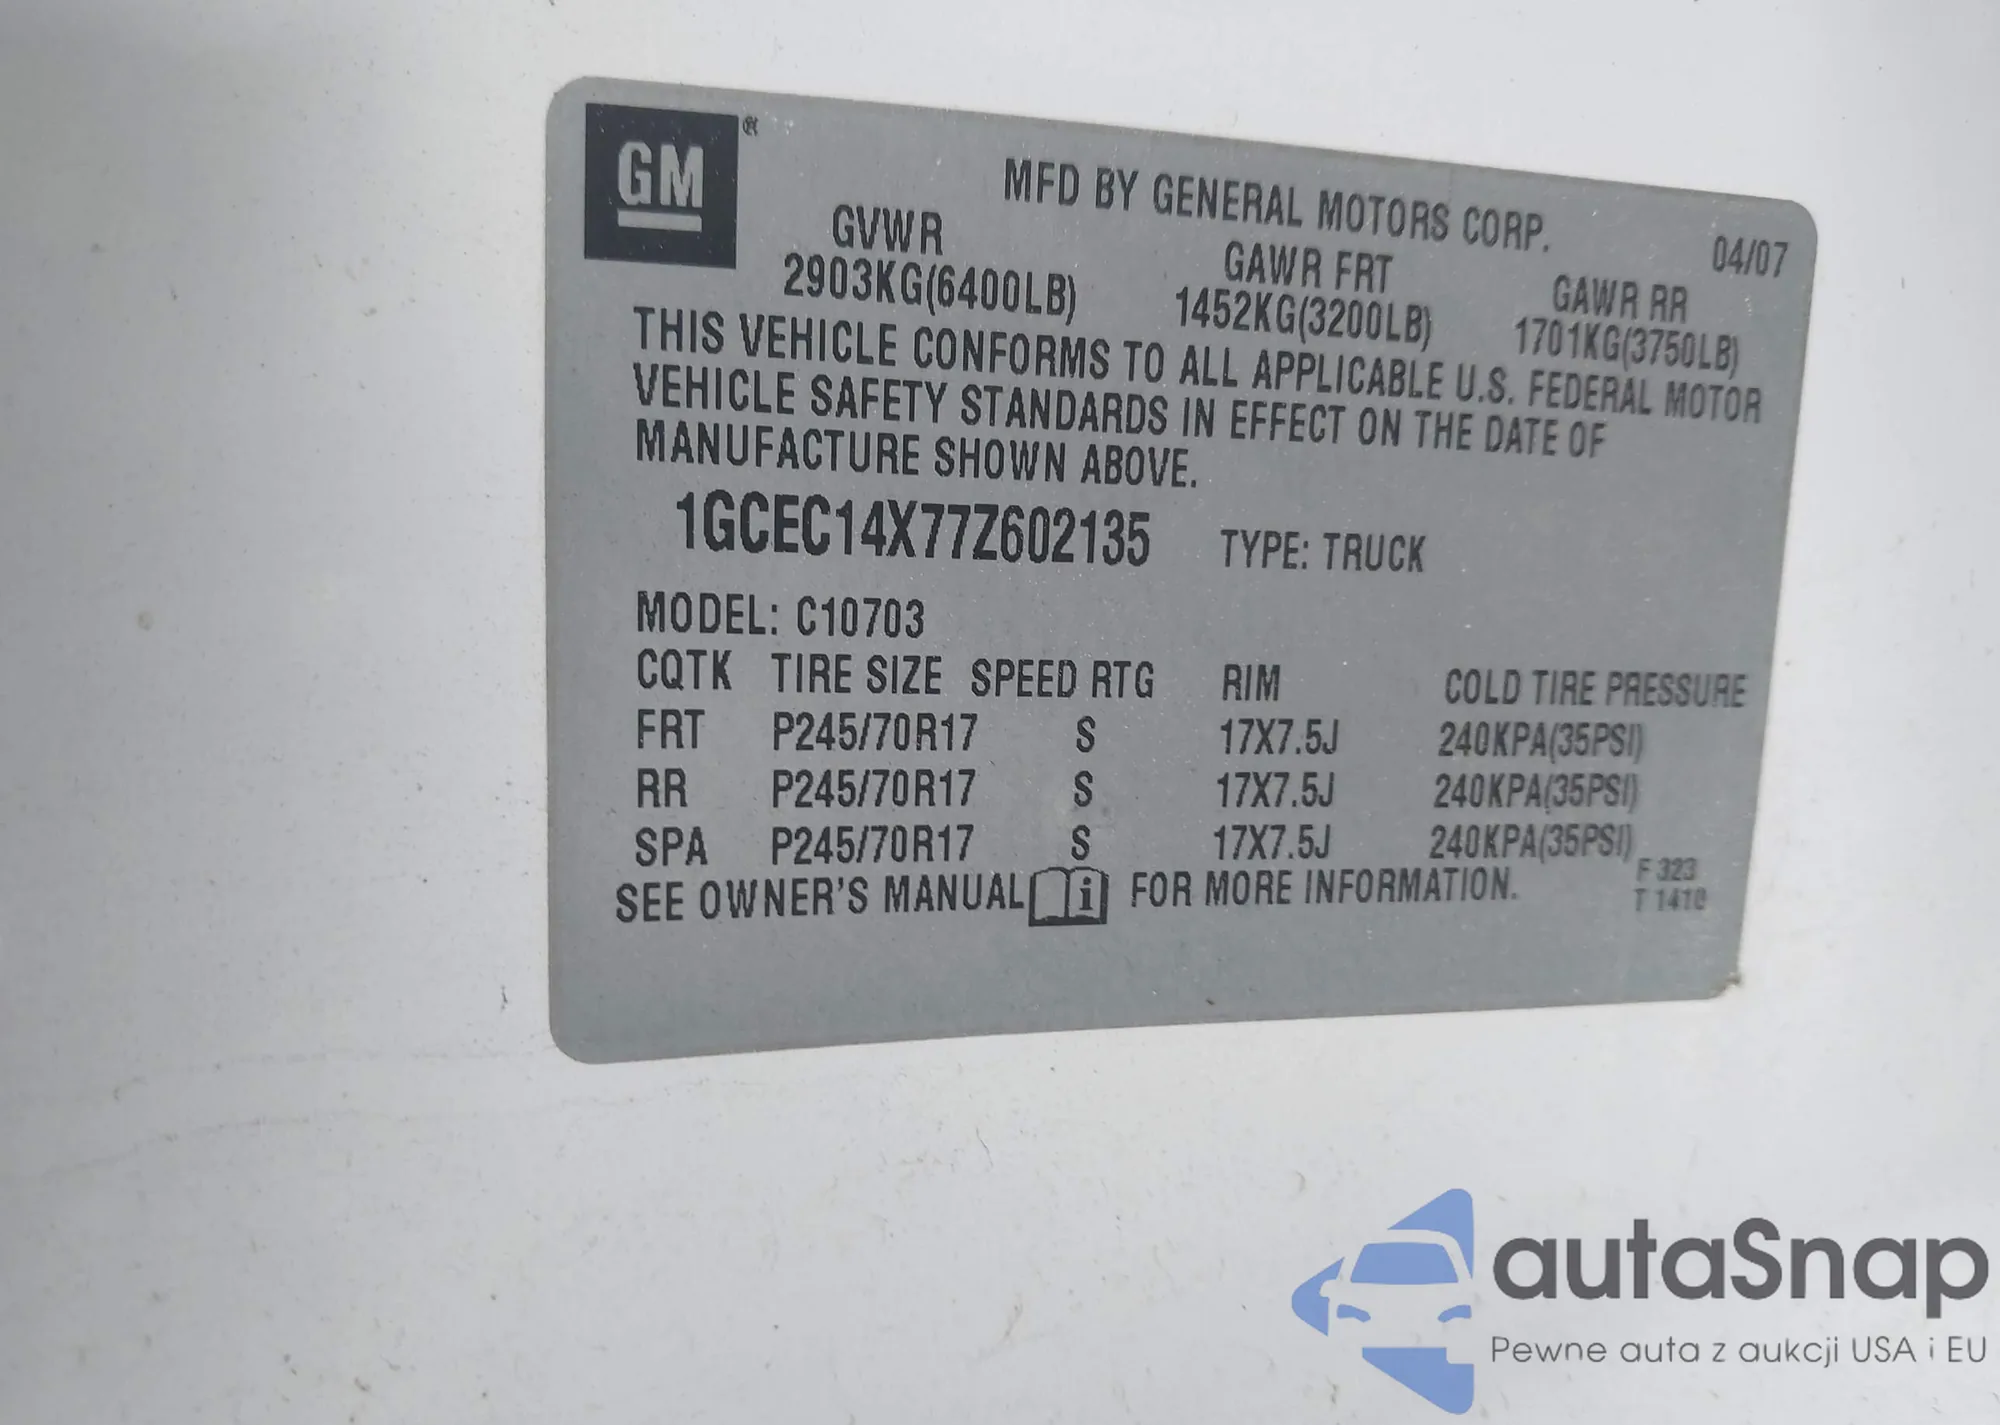 GM ®
MFD BY GENERAL MOTORS CORP. 04/07
GVWR GAWR FRT GAWR RR
2903KG(6400LB) 1452KG(3200LB) 1701KG(3750LB)
THIS VEHICLE CONFORMS TO ALL APPLICABLE U.S. FEDERAL MOTOR
VEHICLE SAFETY STANDARDS IN EFFECT ON THE DATE OF
MANUFACTURE SHOWN ABOVE.
1GCEC14X77Z602135 TYPE: TRUCK
MODEL: C10703
CQTK TIRE SIZE SPEED RTG RIM COLD TIRE PRESSURE
FRT P245/70R17 S 17X7.5J 240KPA(35PSI)
RR P245/70R17 S 17X7.5J 240KPA(35PSI)
SPA P245/70R17 S 17X7.5J 240KPA(35PSI)
SEE OWNER'S MANUAL i FOR MORE INFORMATION.
F 323
T 1418
autaSnap
Pewne auta z aukcji USA i EU